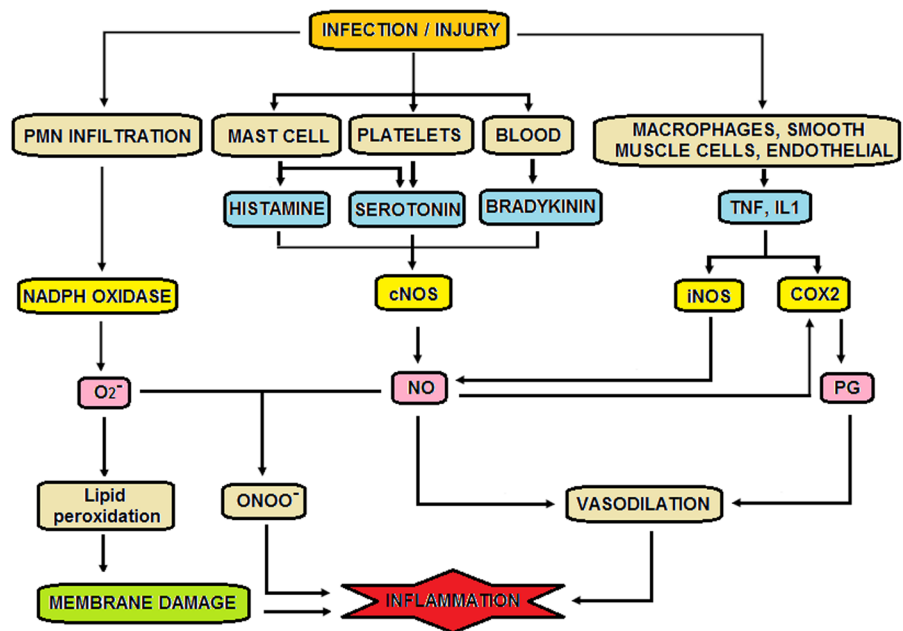 INFECTION / INJURY
PMN INFILTRATION
MAST CELL
PLATELETS
BLOOD
MACROPHAGES, SMOOTH
MUSCLE CELLS, ENDOTHELIAL
HISTAMINE
SEROTONIN
BRADYKININ
TNF, IL1
NADPH OXIDASE
cNOS
iNOS
COX2
O2-
NO
PG
Lipid
peroxidation
ONOO-
VASODILATION
MEMBRANE DAMAGE
INFLAMMATION